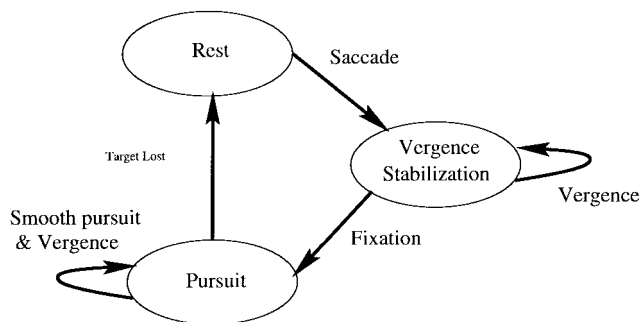 Rest
Saccade
Vergence
Stabilization
Vergence
Target Lost
Fixation
Smooth pursuit
& Vergence
Pursuit